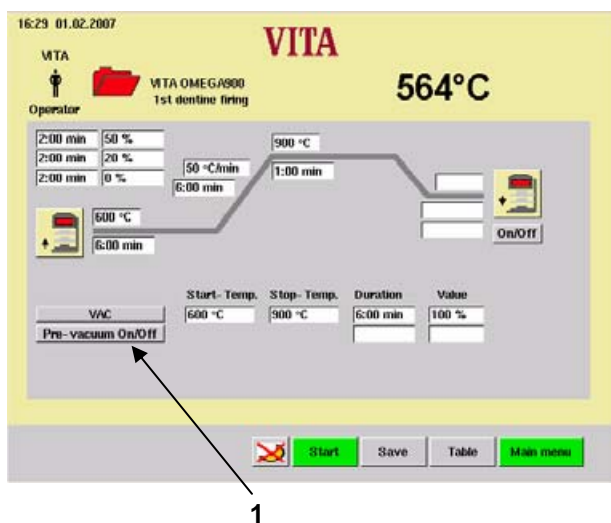 16:29 01.02.2007
VITA
VITA
Operator
VITA OMEGA900
1st dentine firing
564°C
2:00 min 50 %
2:00 min 20 %
2:00 min 0 %
50 °C/min
6:00 min
900 °C
1:00 min
600 °C
6:00 min
On/Off
Start-Temp. Stop-Temp. Duration Value
VAC 600 °C 900 °C 6:00 min 100 %
Pre-vacuum On/Off
Start Save Table Main menu
1